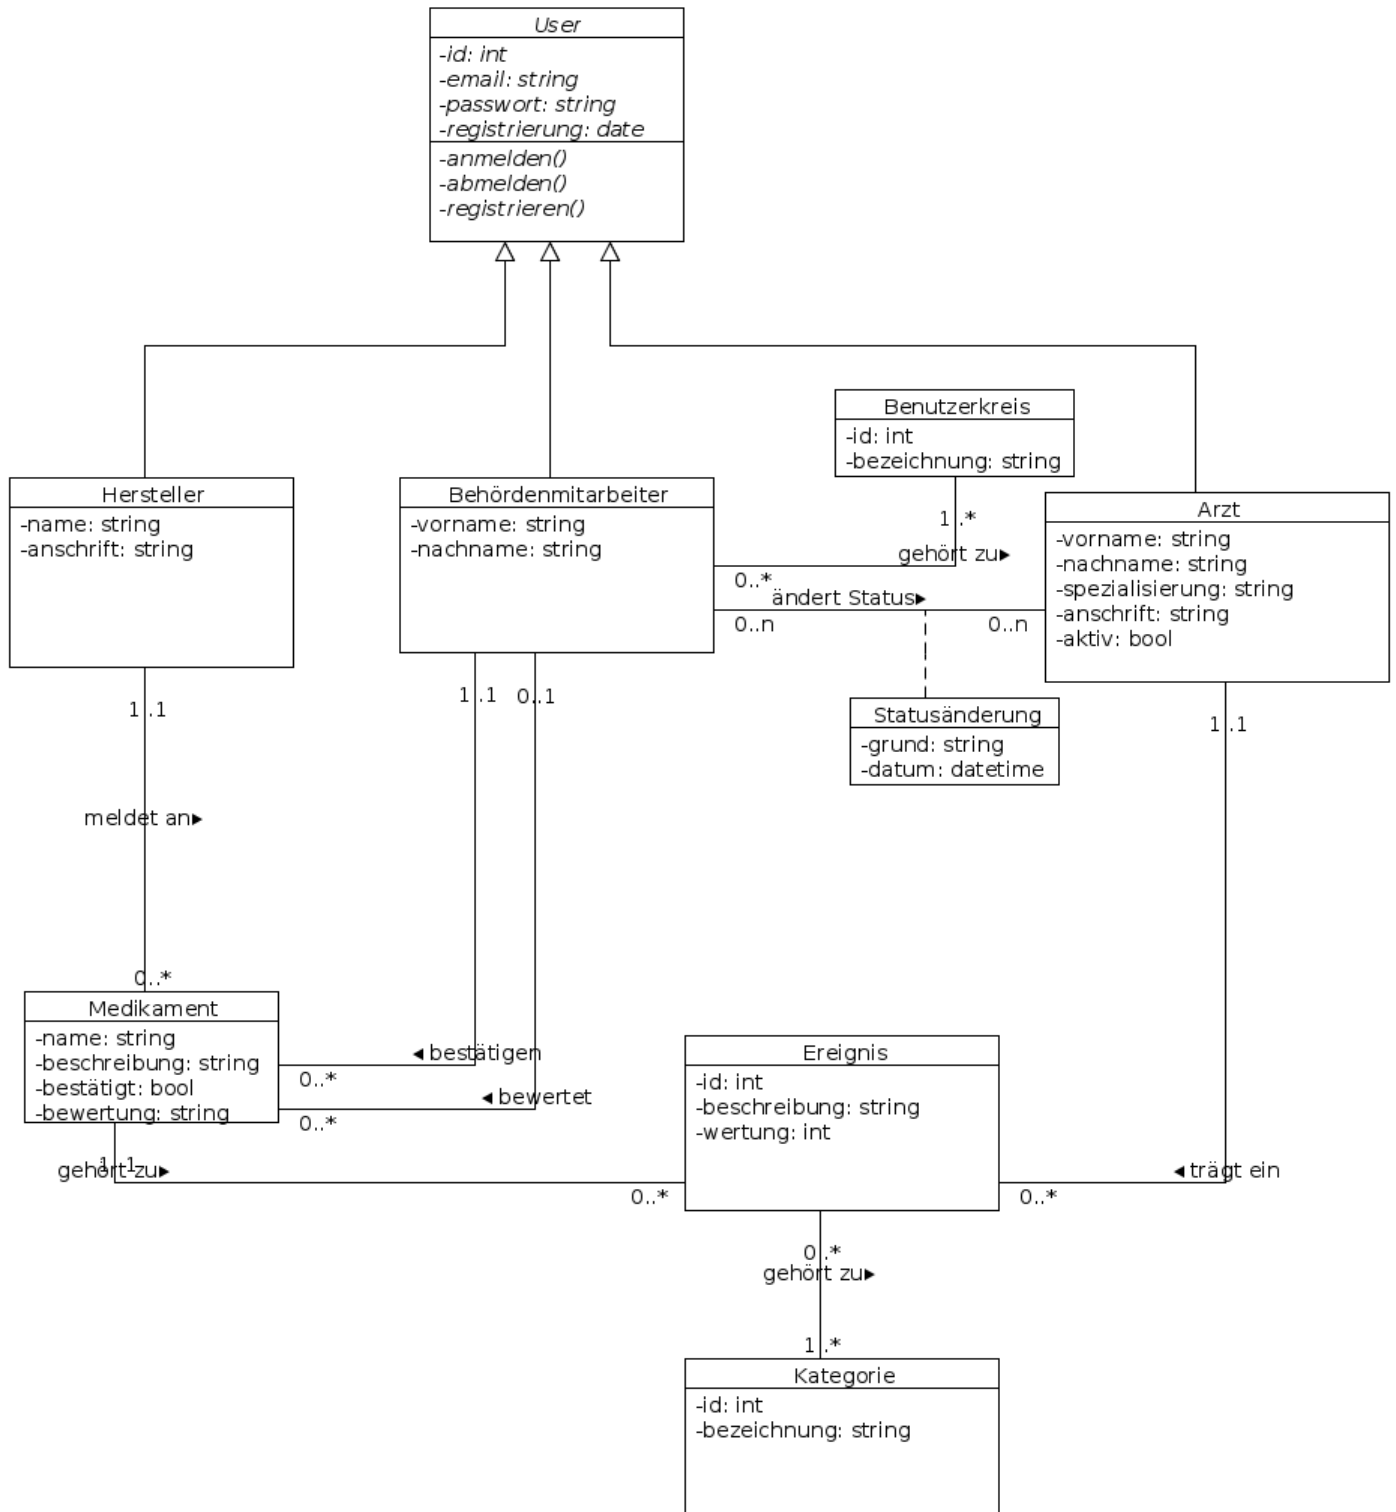 User
-id: int
-email: string
-passwort: string
-registrierung: date
-anmelden()
-abmelden()
-registrieren()
Benutzerkreis
-id: int
-bezeichnung: string
Hersteller
-name: string
-anschrift: string
Behördenmitarbeiter
-vorname: string
-nachname: string
Arzt
-vorname: string
-nachname: string
-spezialisierung: string
-anschrift: string
-aktiv: bool
1..*
gehört zu►
0..*
ändert Status►
0..n
0..n
Statusänderung
-grund: string
-datum: datetime
1..1
1..1
0..1
1..1
meldet an►
0..*
Medikament
-name: string
-beschreibung: string
-bestätigt: bool
-bewertung: string
◄bestätigen
0..*
◄bewertet
0..*
Ereignis
-id: int
-beschreibung: string
-wertung: int
1..1
gehört zu►
0..*
◄trägt ein
0..*
0..*
gehört zu►
1..*
Kategorie
-id: int
-bezeichnung: string